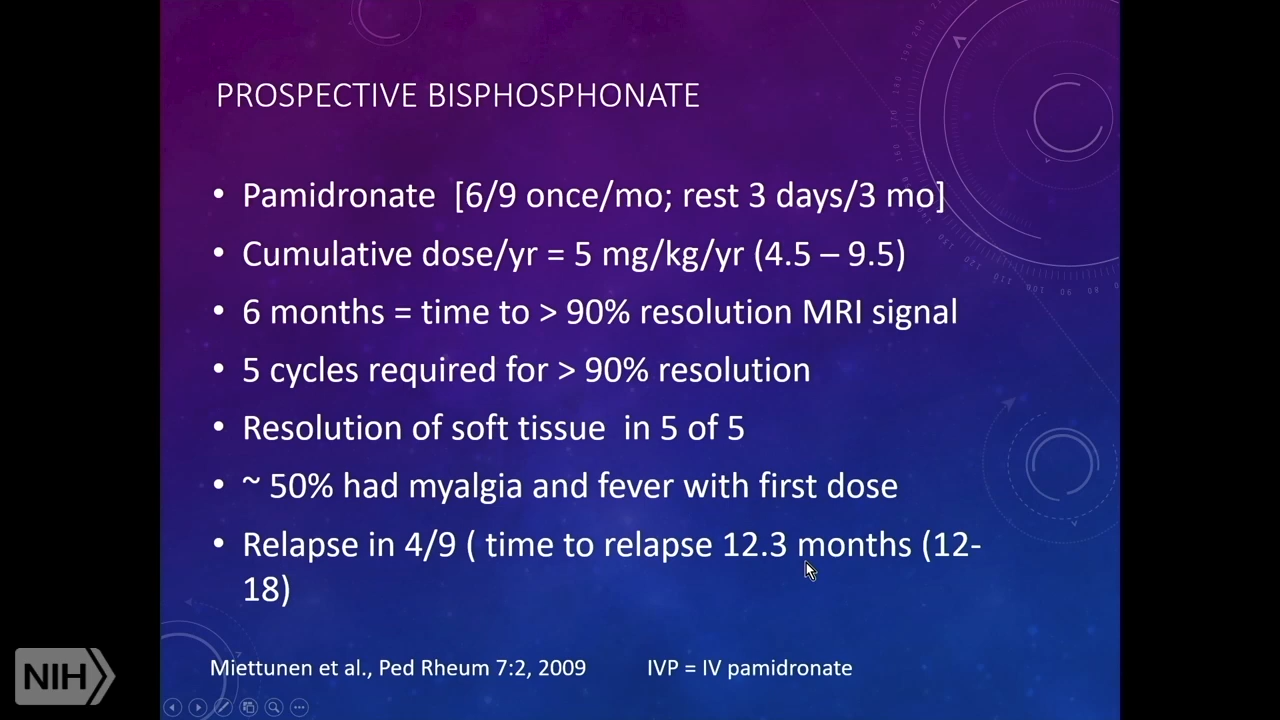 PROSPECTIVE BISPHOSPHONATE
• Pamidronate [6/9 once/mo; rest 3 days/3 mo]
• Cumulative dose/yr = 5 mg/kg/yr (4.5 – 9.5)
• 6 months = time to > 90% resolution MRI signal
• 5 cycles required for > 90% resolution
• Resolution of soft tissue in 5 of 5
• ~ 50% had myalgia and fever with first dose
• Relapse in 4/9 ( time to relapse 12.3 months (12-
18)
Miettunen et al., Ped Rheum 7:2, 2009 IVP = IV pamidronate
NIH